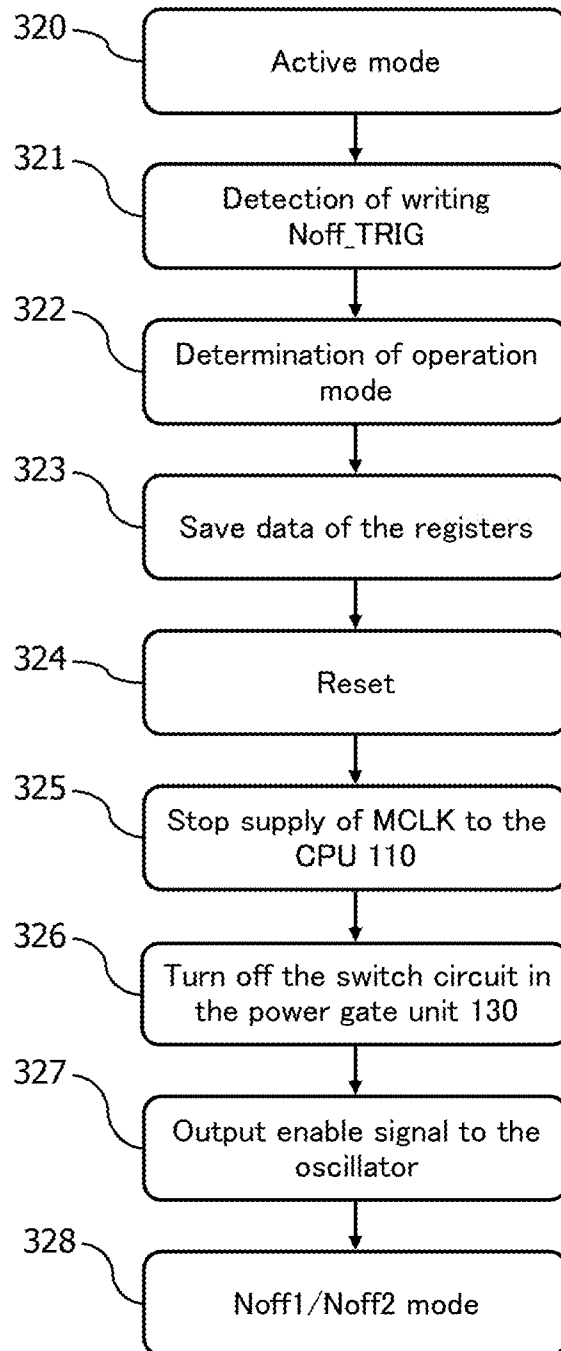 320
Active mode
321
Detection of writing
Noff_TRIG
322
Determination of operation
mode
323
Save data of the registers
324
Reset
325
Stop supply of MCLK to the
CPU 110
326
Turn off the switch circuit in
the power gate unit 130
327
Output enable signal to the
oscillator
328
Noff1/Noff2 mode